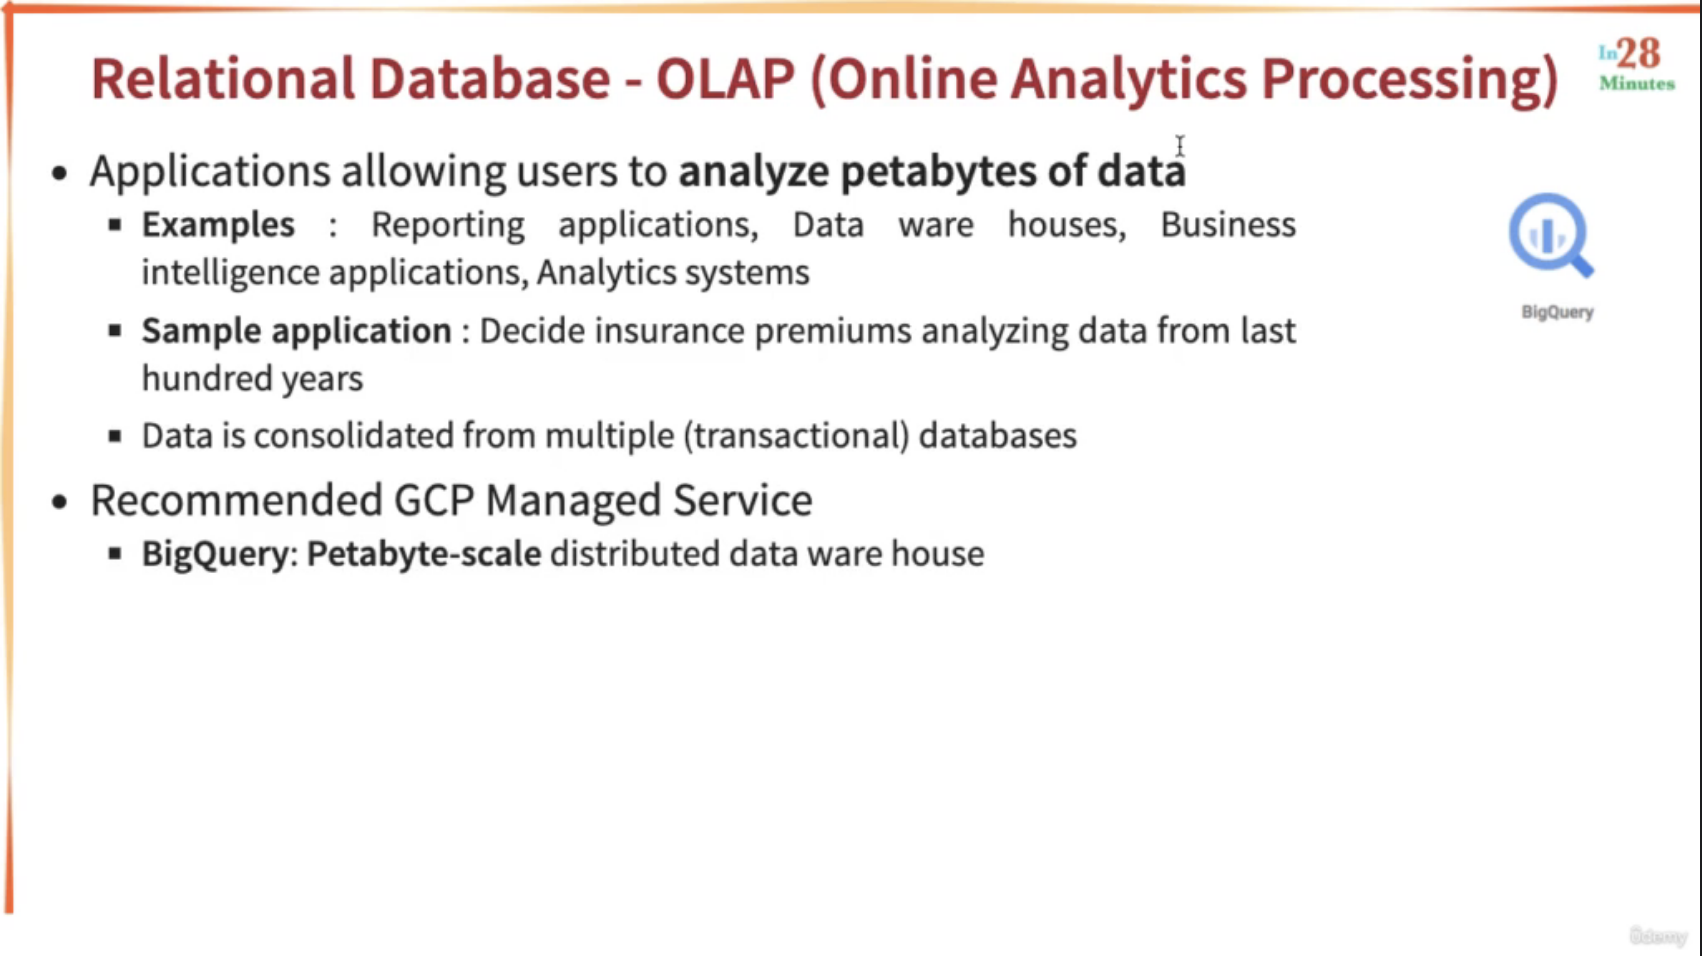 Relational Database - OLAP (Online Analytics Processing)
In28
Minutes
• Applications allowing users to analyze petabytes of data
▪ Examples : Reporting applications, Data ware houses, Business
intelligence applications, Analytics systems
▪ Sample application : Decide insurance premiums analyzing data from last
hundred years
▪ Data is consolidated from multiple (transactional) databases
• Recommended GCP Managed Service
▪ BigQuery: Petabyte-scale distributed data ware house
BigQuery
ûdemy